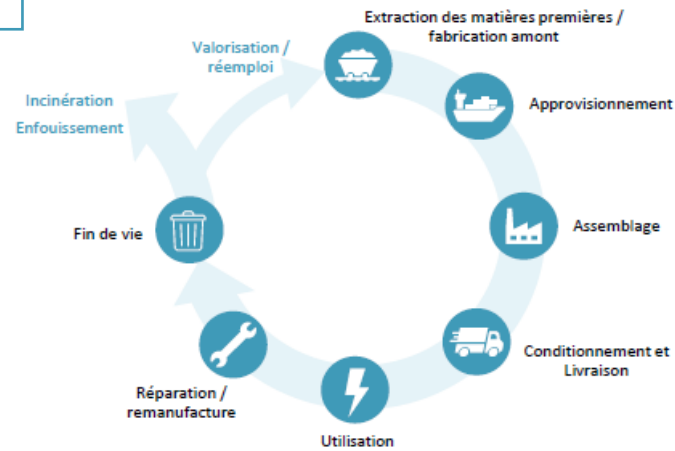 Extraction des matières premières /
fabrication amont
Valorisation /
réemploi
Incinération
Enfouissement
Approvisionnement
Assemblage
Fin de vie
Conditionnement et
Livraison
Réparation /
remanufacture
Utilisation